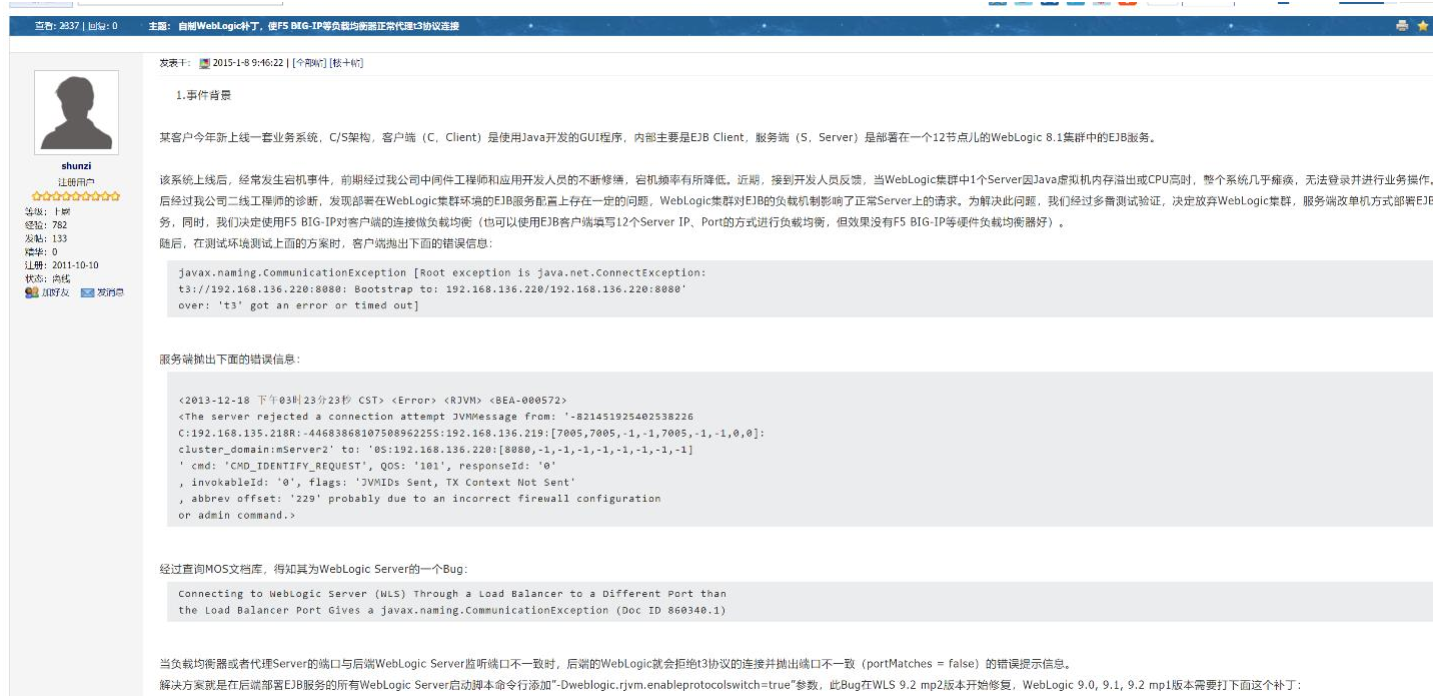 查看: 2337 | 回复: 0
主题: 自制WebLogic补丁，使F5 BIG-IP等负载均衡器正常代理t3协议连接
发表于: 2015-1-8 9:46:22 | [全部帖] [楼主帖]
shunzi
注册用户
等级: 上尉
经验: 782
发帖: 133
精华: 0
注册: 2011-10-10
状态: 离线
加好友 发消息
1.事件背景
某客户今年新上线一套业务系统，C/S架构，客户端（C，Client）是使用Java开发的GUI程序，内部主要是EJB Client，服务端（S，Server）是部署在一个12节点儿的WebLogic 8.1集群中的EJB服务。
该系统上线后，经常发生宕机事件，前期经过我公司中间件工程师和应用开发人员的不断修缮，宕机频率有所降低。近期，接到开发人员反馈，当WebLogic集群中1个Server因Java虚拟机内存溢出或CPU高时，整个系统几乎瘫痪，无法登录并进行业务操作。
后经过我公司二线工程师的诊断，发现部署在WebLogic集群环境的EJB服务配置上存在一定的问题，WebLogic集群对EJB的负载机制影响了正常Server上的请求。为解决此问题，我们经过多番测试验证，决定放弃WebLogic集群，服务端改单机方式部署EJB
务，同时，我们决定使用F5 BIG-IP对客户端的连接做负载均衡（也可以使用EJB客户端填写12个Server IP、Port的方式进行负载均衡，但效果没有F5 BIG-IP等硬件负载均衡器好）。
随后，在测试环境测试上面的方案时，客户端抛出下面的错误信息：
javax.naming.CommunicationException [Root exception is java.net.ConnectException:
t3://192.168.136.220:8080: Bootstrap to: 192.168.136.220/192.168.136.220:8080'
over: 't3' got an error or timed out]
服务端抛出下面的错误信息：
<2013-12-18 下午03时23分23秒 CST> <Error> <RJVM> <BEA-000572>
<The server rejected a connection attempt JVMMessage from: '-821451925402538226
C:192.168.135.218R:-4468386810750896225S:192.168.136.219:[7005,7005,-1,-1,7005,-1,-1,0,0]:
cluster_domain:mServer2' to: '0S:192.168.136.220:[8080,-1,-1,-1,-1,-1,-1,-1,-1]
' cmd: 'CMD_IDENTIFY_REQUEST', QOS: '101', responseId: '0'
, invokableId: '0', flags: 'JVMIDs Sent, TX Context Not Sent'
, abbrev offset: '229' probably due to an incorrect firewall configuration
or admin command.>
经过查询MOS文档库，得知其为WebLogic Server的一个Bug：
Connecting to WebLogic Server (WLS) Through a Load Balancer to a Different Port than
the Load Balancer Port Gives a javax.naming.CommunicationException (Doc ID 860340.1)
当负载均衡器或者代理Server的端口与后端WebLogic Server监听端口不一致时，后端的WebLogic就会拒绝t3协议的连接并抛出端口不一致（portMatches = false）的错误提示信息。
解决方案就是在后端部署EJB服务的所有WebLogic Server启动脚本命令行添加"-Dweblogic.rjvm.enableprotocolswitch=true"参数，此Bug在WLS 9.2 mp2版本开始修复，WebLogic 9.0, 9.1, 9.2 mp1版本需要打下面这个补丁：